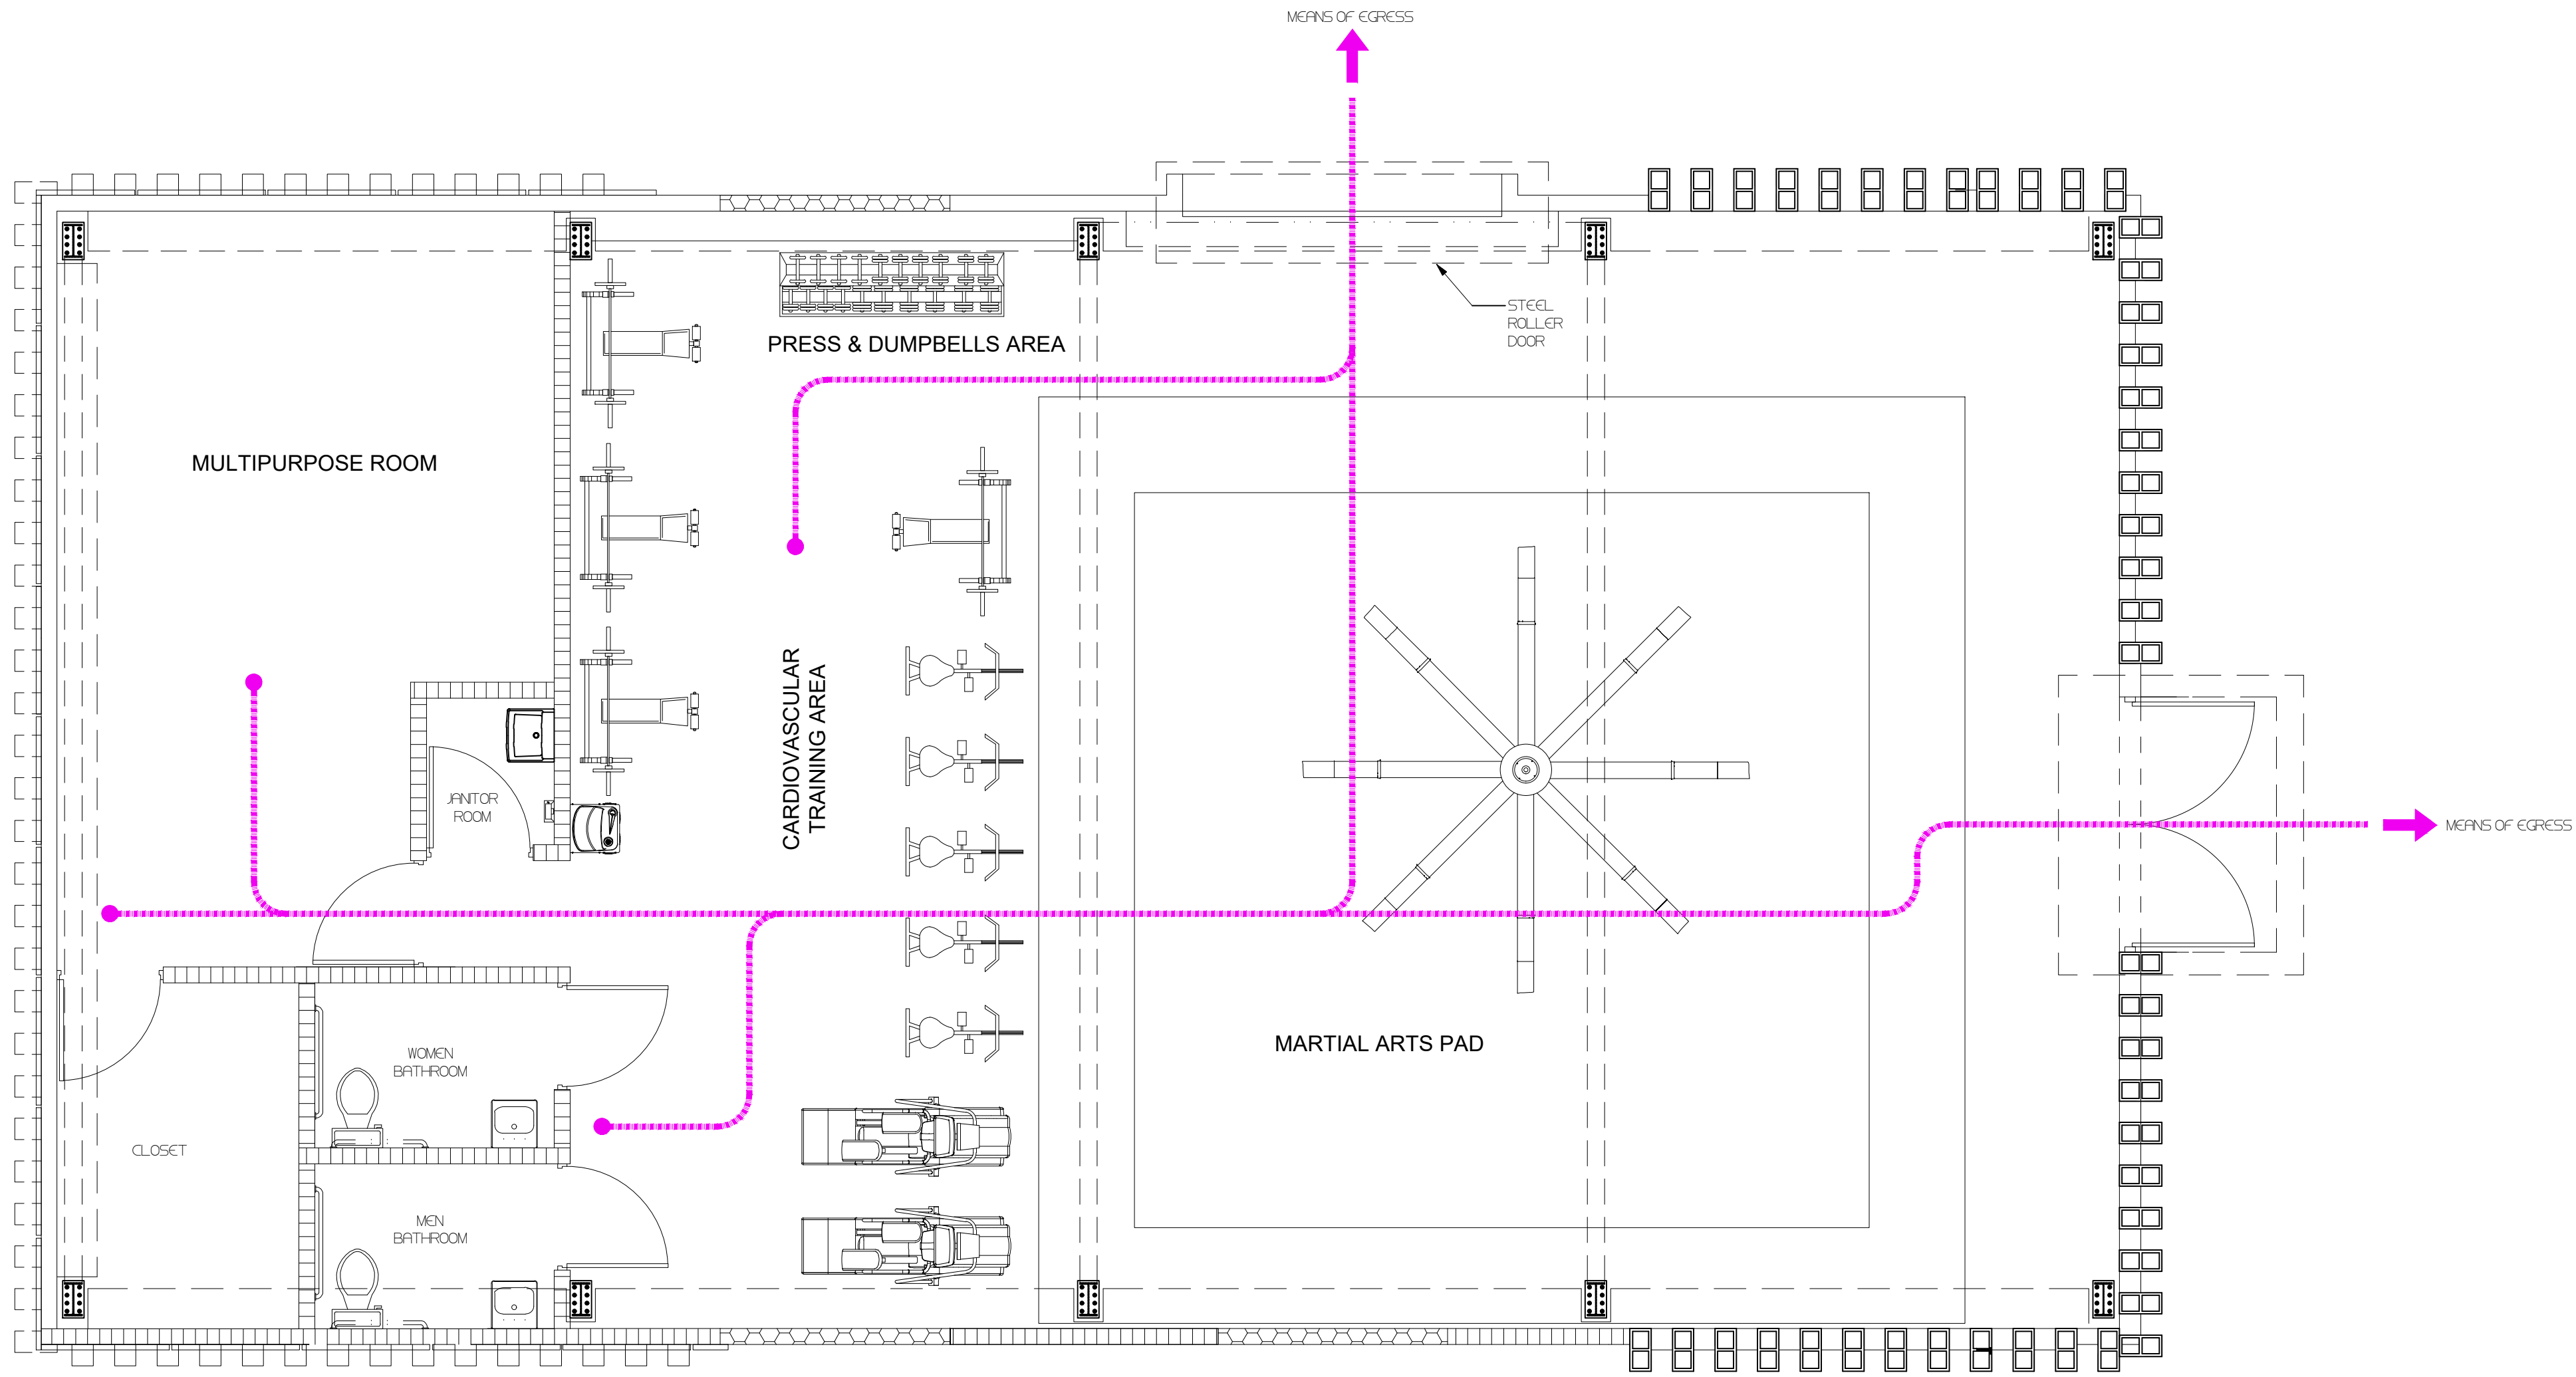 MEANS OF EGRESS
STEEL
ROLLER
DOOR
PRESS & DUMPBELLS AREA
MULTIPURPOSE ROOM
CARDIOVASCULAR
TRAINING AREA
JANITOR
ROOM
MEANS OF EGRESS
MARTIAL ARTS PAD
WOMEN
BATHROOM
CLOSET
MEN
BATHROOM